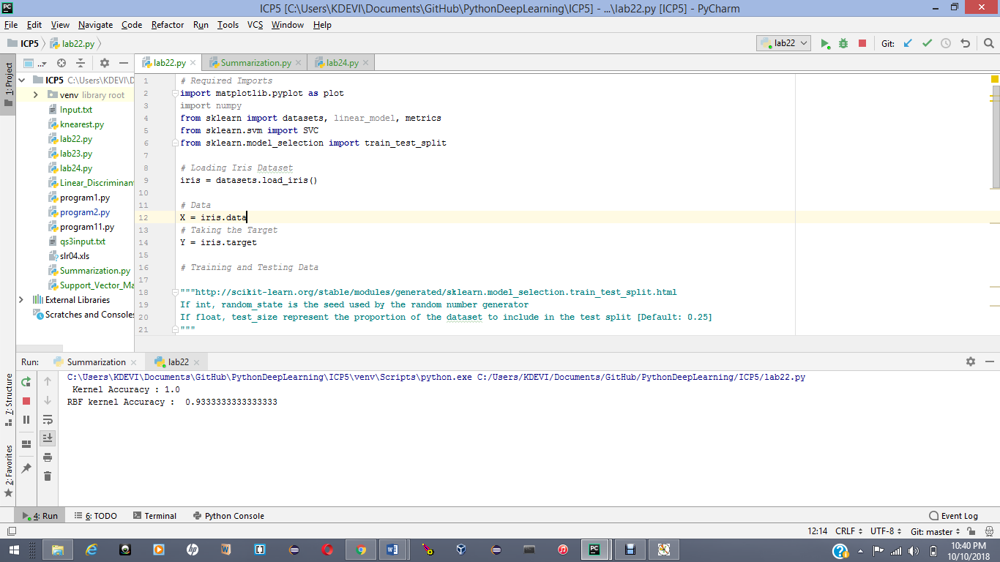 PC
ICP5 [C:\Users\KDEVI\Documents\GitHub\PythonDeepLearning\ICP5] - ...\lab22.py [ICP5] - PyCharm
File Edit View Navigate Code Refactor Run Tools VCS Window Help
ICP5 lab22.py
lab22
Git:
1: Project
...
lab22.py
Summarization.py
lab24.py
ICP5 C:\Users\KDEVI\D
venv library root
Input.txt
knearest.py
lab22.py
lab23.py
lab24.py
Linear_Discriminant
program1.py
program2.py
program11.py
qs3input.txt
slr04.xls
Summarization.py
Support_Vector_Ma
External Libraries
Scratches and Consoles
1 # Required Imports
2 import matplotlib.pyplot as plot
3 import numpy
4 from sklearn import datasets, linear_model, metrics
5 from sklearn.svm import SVC
6 from sklearn.model_selection import train_test_split
7
8 # Loading Iris Dataset
9 iris = datasets.load_iris()
10
11 # Data
12 X = iris.data
13 # Taking the Target
14 Y = iris.target
15
16 # Training and Testing Data
17
18 """http://scikit-learn.org/stable/modules/generated/sklearn.model_selection.train_test_split.html
19 If int, random_state is the seed used by the random number generator
20 If float, test_size represent the proportion of the dataset to include in the test split [Default: 0.25]
21 """
Run: Summarization lab22
C:\Users\KDEVI\Documents\GitHub\PythonDeepLearning\ICP5\venv\Scripts\python.exe C:/Users/KDEVI/Documents/GitHub/PythonDeepLearning/ICP5/lab22.py
Kernel Accuracy : 1.0
RBF kernel Accuracy : 0.9333333333333333
7: Structure
2: Favorites
4: Run 6: TODO Terminal Python Console Event Log
12:14 CRLF UTF-8 Git: master
hp
PC
10:40 PM
10/10/2018